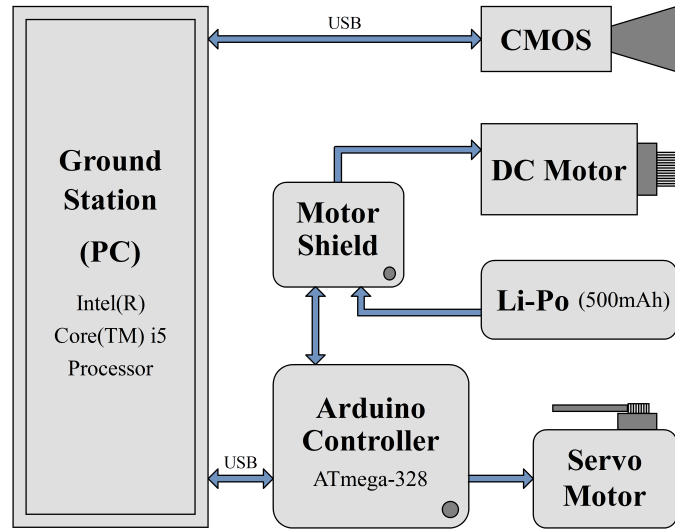 USB
CMOS
Ground
Station
(PC)
Intel(R)
Core(TM) i5
Processor
DC Motor
Motor
Shield
Li-Po (500mAh)
Arduino
Controller
ATmega-328
USB
Servo
Motor